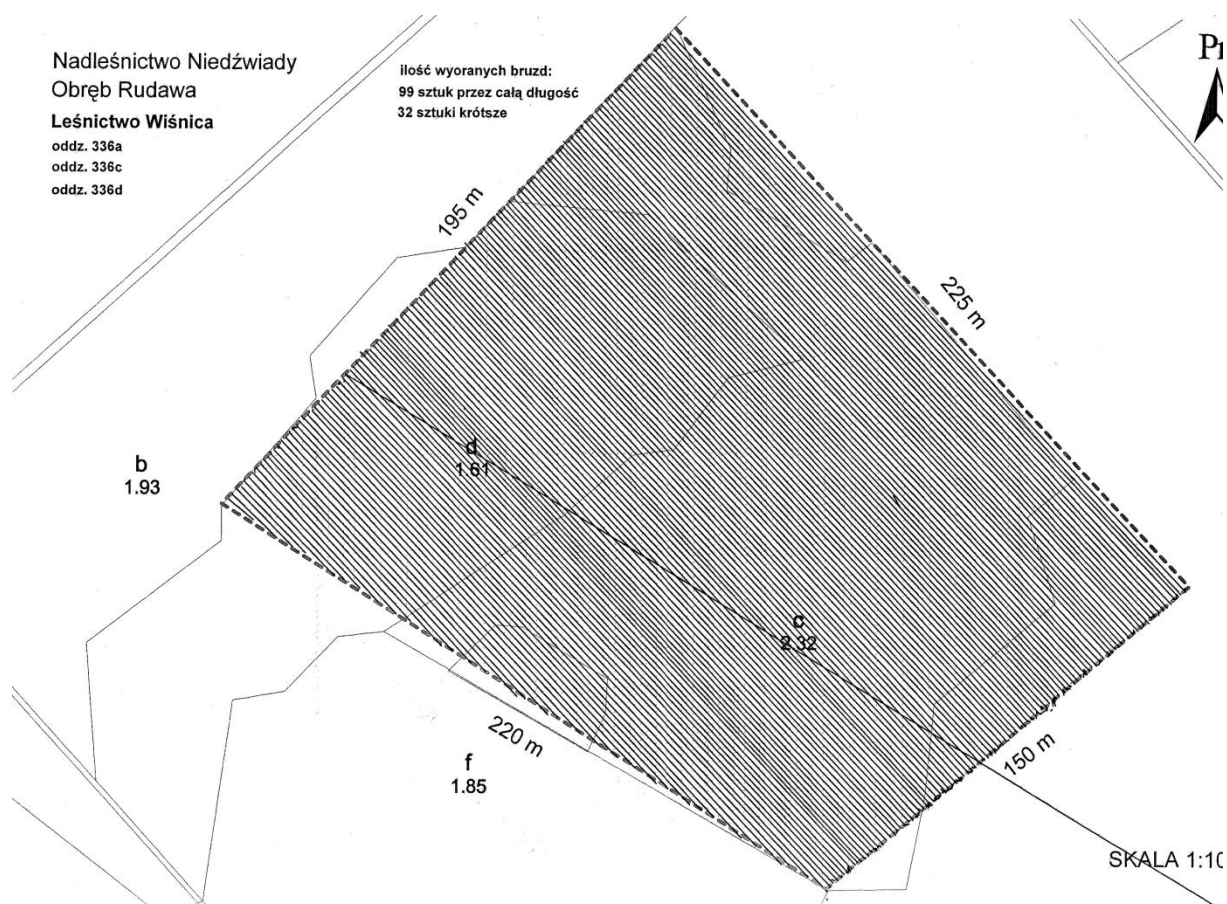 Nadleśnictwo Niedźwiady
Obręb Rudawa
Leśnictwo Wiśnica
oddz. 336a
oddz. 336c
oddz. 336d
ilość wyoranych bruzd:
99 sztuk przez całą długość
32 sztuki krótsze
Pr
195 m
225 m
b
1.93
d
1.61
c
2.32
220 m
150 m
f
1.85
SKALA 1:10